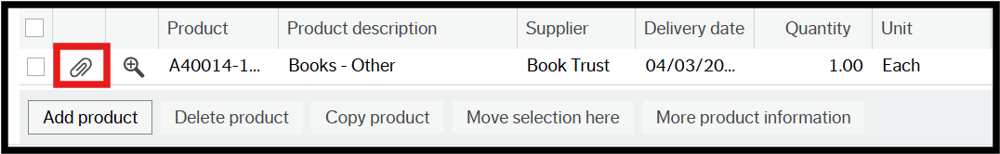 Product Product description Supplier Delivery date Quantity Unit
A40014-1... Books - Other Book Trust 04/03/20... 1.00 Each
Add product Delete product Copy product Move selection here More product information